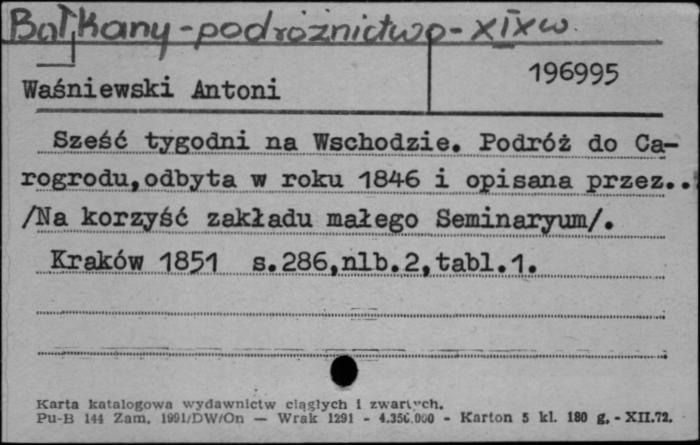 Bałkany - podróżnictwo - XIXw.
Waśniewski Antoni
196995
Sześć tygodni na Wschodzie. Podróż do Ca-
rogrodu,odbyta w roku 1846 i opisana przez..
/Na korzyść zakładu małego Seminaryum/.
Kraków 1851 s.286,nlb.2,tabl.1.
Karta katalogowa wydawnictw ciągłych i zwartych.
Pu-B 144 Zam. 1991/DW/On — Wrak 1291 - 4.350.000 - Karton 5 kl. 180 g. - XII.72.